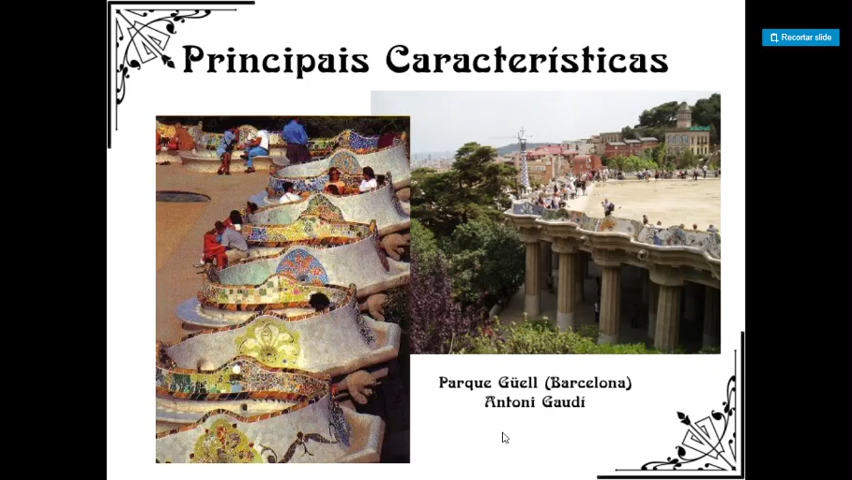 Recortar slide
Principais Características
Parque Güell (Barcelona)
Antoni Gaudí